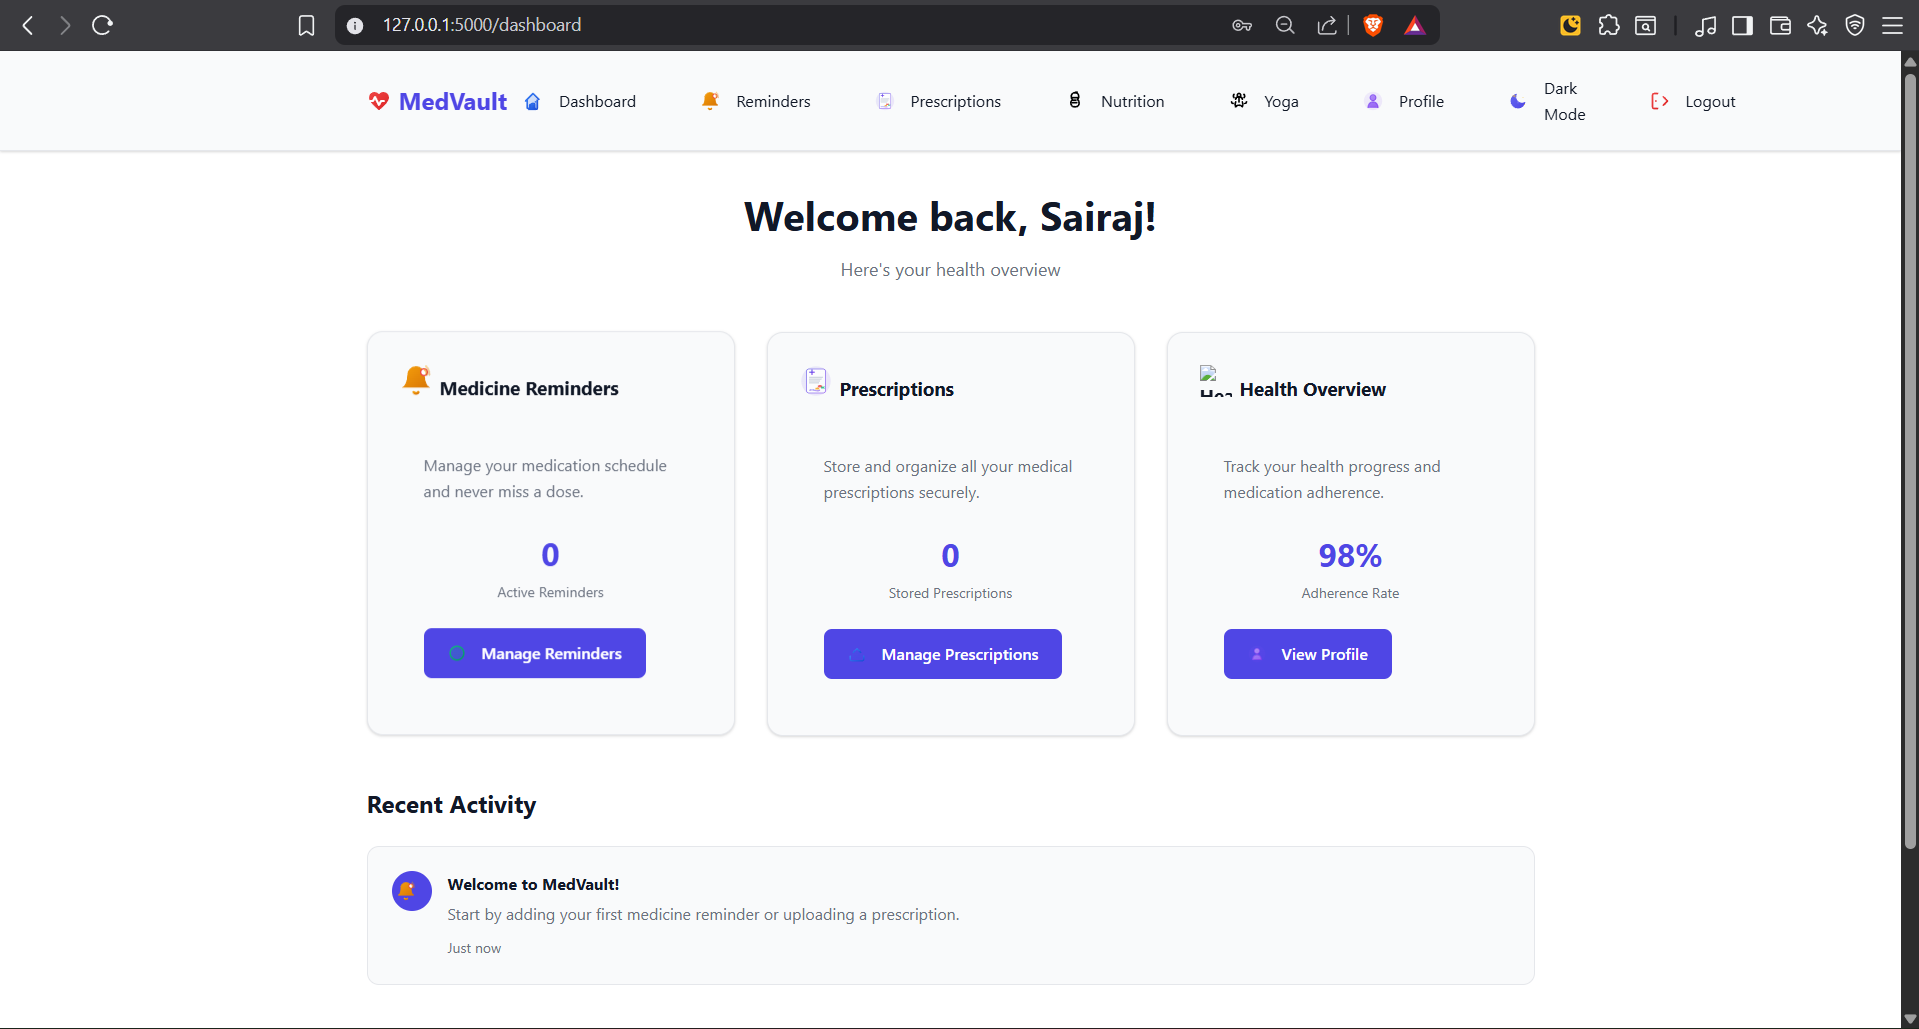 127.0.0.1:5000/dashboard
MedVault
Dashboard
Reminders
Prescriptions
Nutrition
Yoga
Profile
Dark
Mode
Logout
Welcome back, Sairaj!
Here's your health overview
Medicine Reminders
Manage your medication schedule
and never miss a dose.
0
Active Reminders
Manage Reminders
Prescriptions
Store and organize all your medical
prescriptions securely.
0
Stored Prescriptions
Manage Prescriptions
Hea
Health Overview
Track your health progress and
medication adherence.
98%
Adherence Rate
View Profile
Recent Activity
Welcome to MedVault!
Start by adding your first medicine reminder or uploading a prescription.
Just now